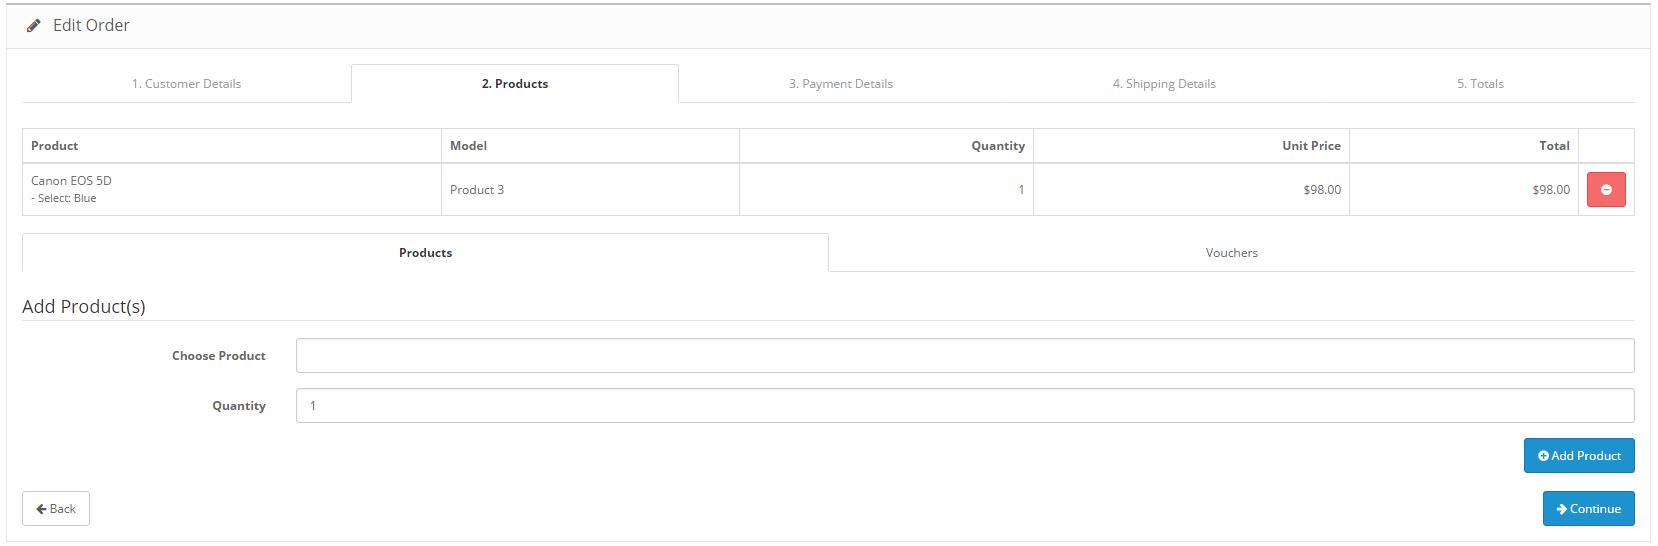 Edit Order
1. Customer Details
2. Products
3. Payment Details
4. Shipping Details
5. Totals
Product
Model
Quantity
Unit Price
Total
Canon EOS 5D
- Select: Blue
Product 3
1
$98.00
$98.00
Products
Vouchers
Add Product(s)
Choose Product
Quantity
1
Add Product
Back
Continue